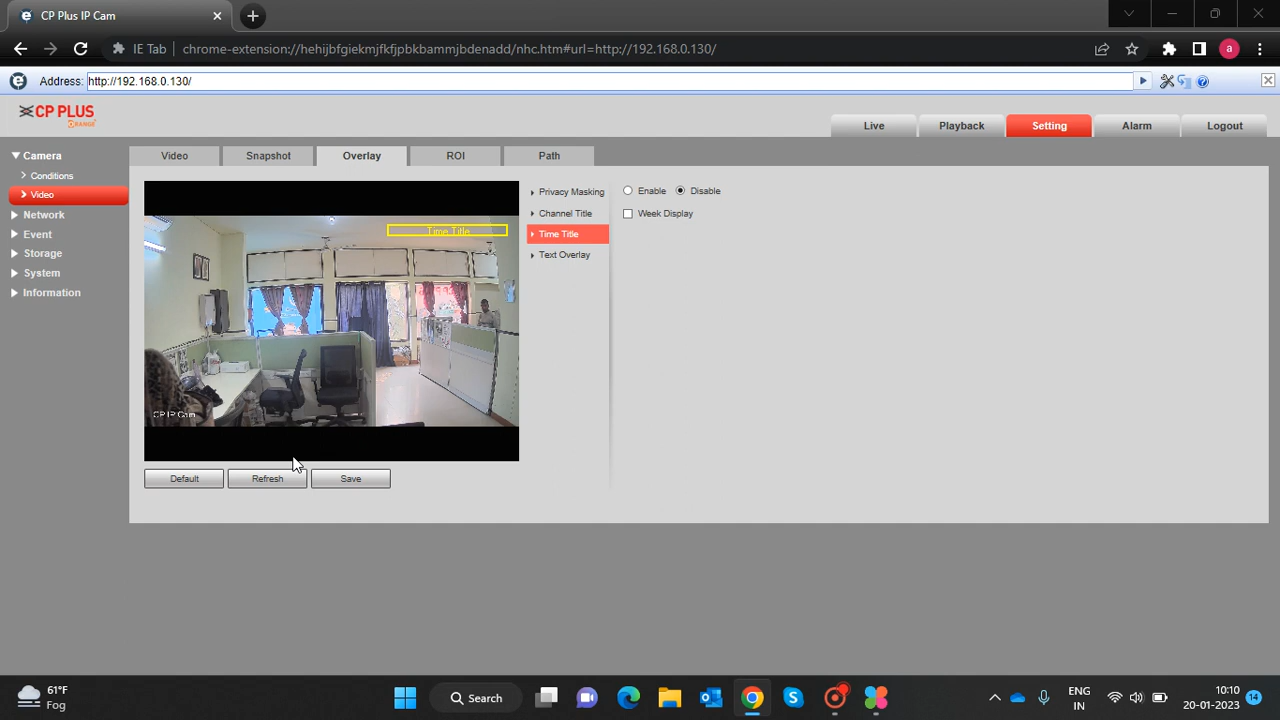 CP Plus IP Cam
IE Tab
chrome-extension://hehijbfgiekmjfkfjpbkbammjbdenadd/nhc.htm#url=http://192.168.0.130/
a
Address: http://192.168.0.130/
CP PLUS
ORANGE
Live
Playback
Setting
Alarm
Logout
Camera
Conditions
Video
Network
Event
Storage
System
Information
Video
Snapshot
Overlay
ROI
Path
Time Title
CP IP Cam
Privacy Masking
Channel Title
Time Title
Text Overlay
Enable
Disable
Week Display
Default
Refresh
Save
61°F
Fog
Search
ENG
IN
10:10
20-01-2023
14